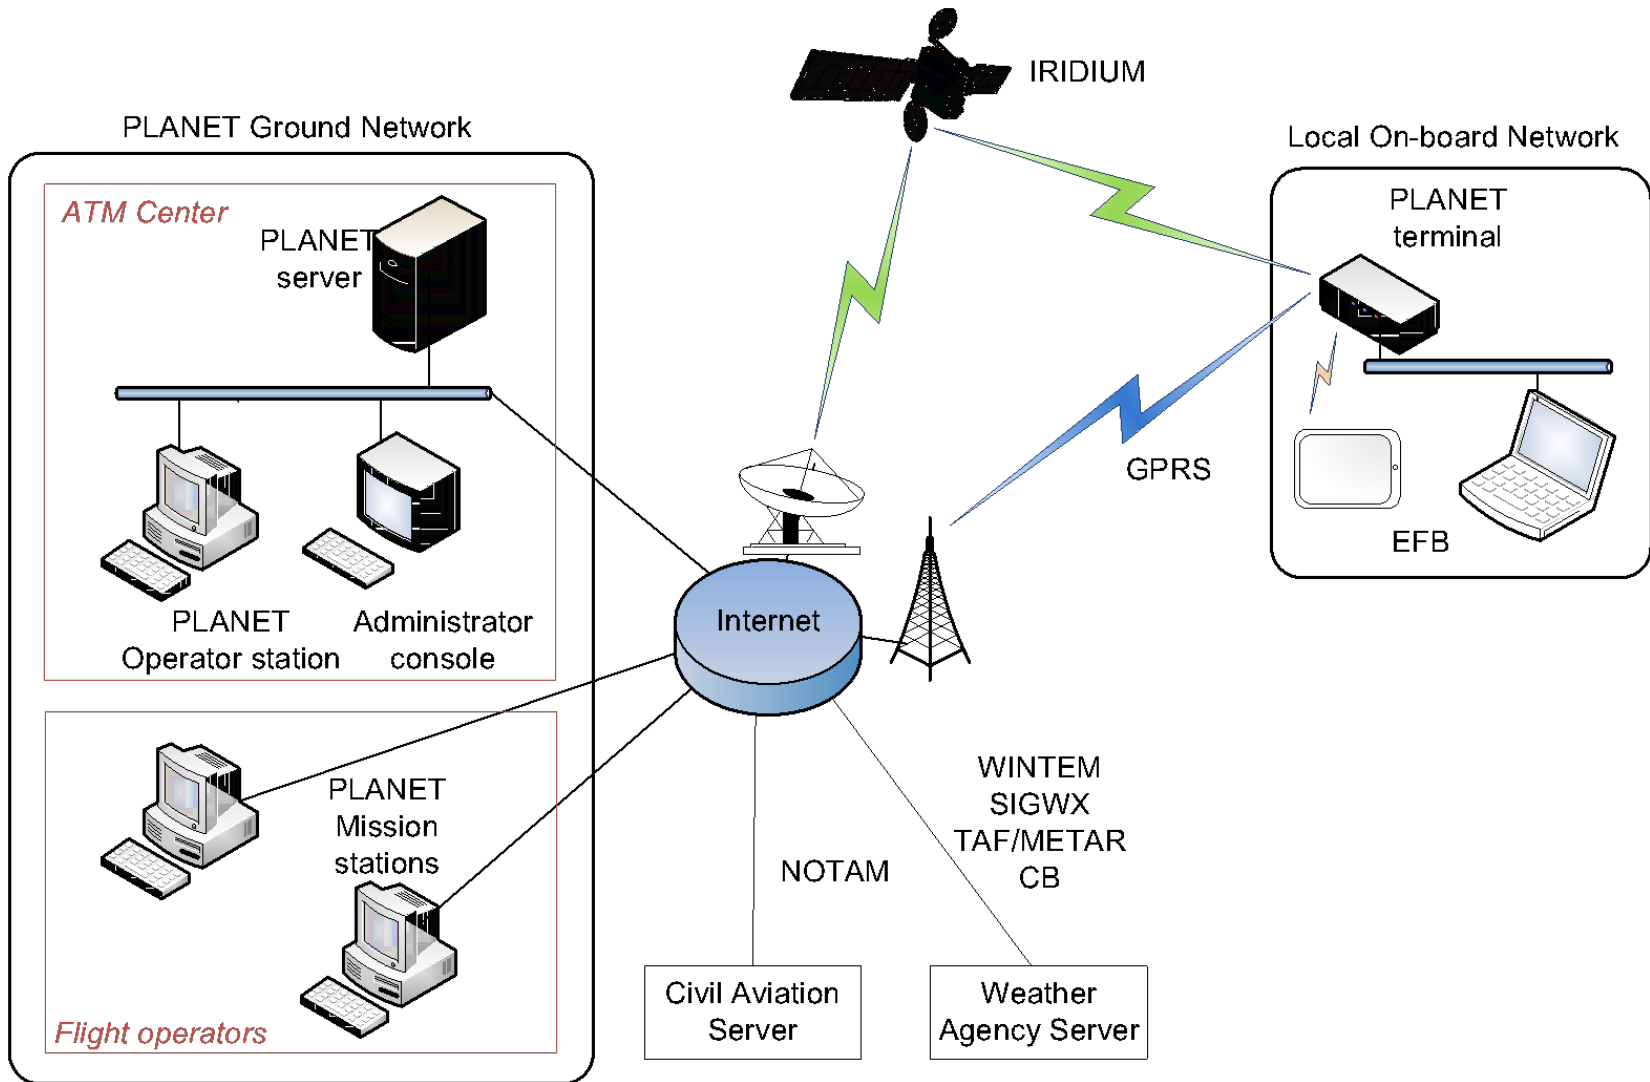 IRIDIUM
PLANET Ground Network
Local On-board Network
ATM Center
PLANET
server
PLANET
terminal
GPRS
EFB
PLANET
Operator station
Administrator
console
Internet
PLANET
Mission
stations
WINTEM
SIGWX
TAF/METAR
CB
NOTAM
Flight operators
Civil Aviation
Server
Weather
Agency Server